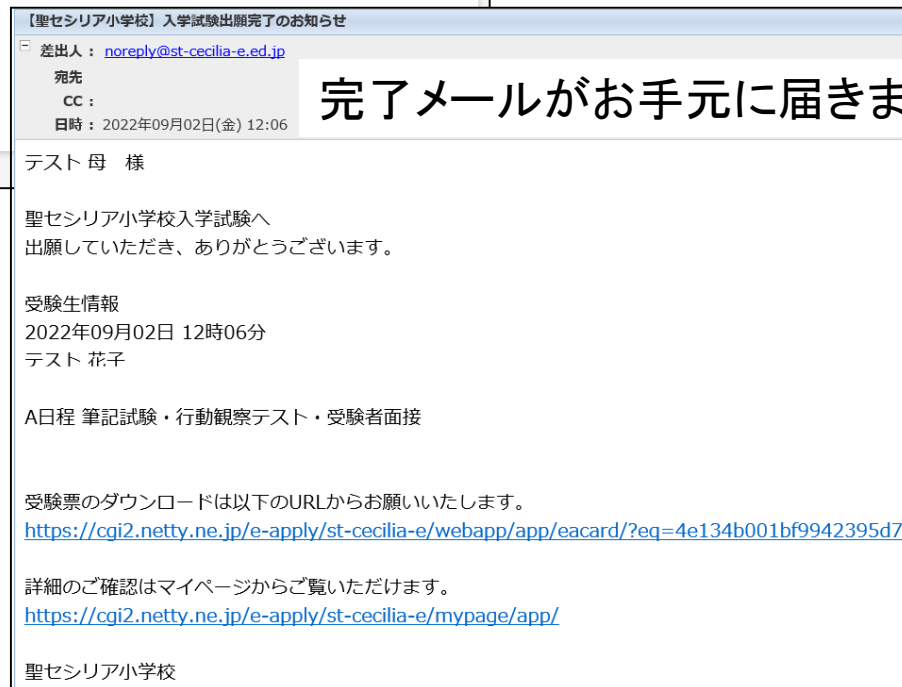 【聖セシリア小学校】入学試験出願完了のお知らせ
差出人： noreply@st-cecilia-e.ed.jp
宛先
CC：
日時： 2022年09月02日(金) 12:06
完了メールがお手元に届きま
テスト 母　様
聖セシリア小学校入学試験へ
出願していただき、ありがとうございます。
受験生情報
2022年09月02日 12時06分
テスト 花子
A日程 筆記試験・行動観察テスト・受験者面接
受験票のダウンロードは以下のURLからお願いいたします。
https://cgi2.netty.ne.jp/e-apply/st-cecilia-e/webapp/app/eacard/?eq=4e134b001bf9942395d7
詳細のご確認はマイページからご覧いただけます。
https://cgi2.netty.ne.jp/e-apply/st-cecilia-e/mypage/app/
聖セシリア小学校